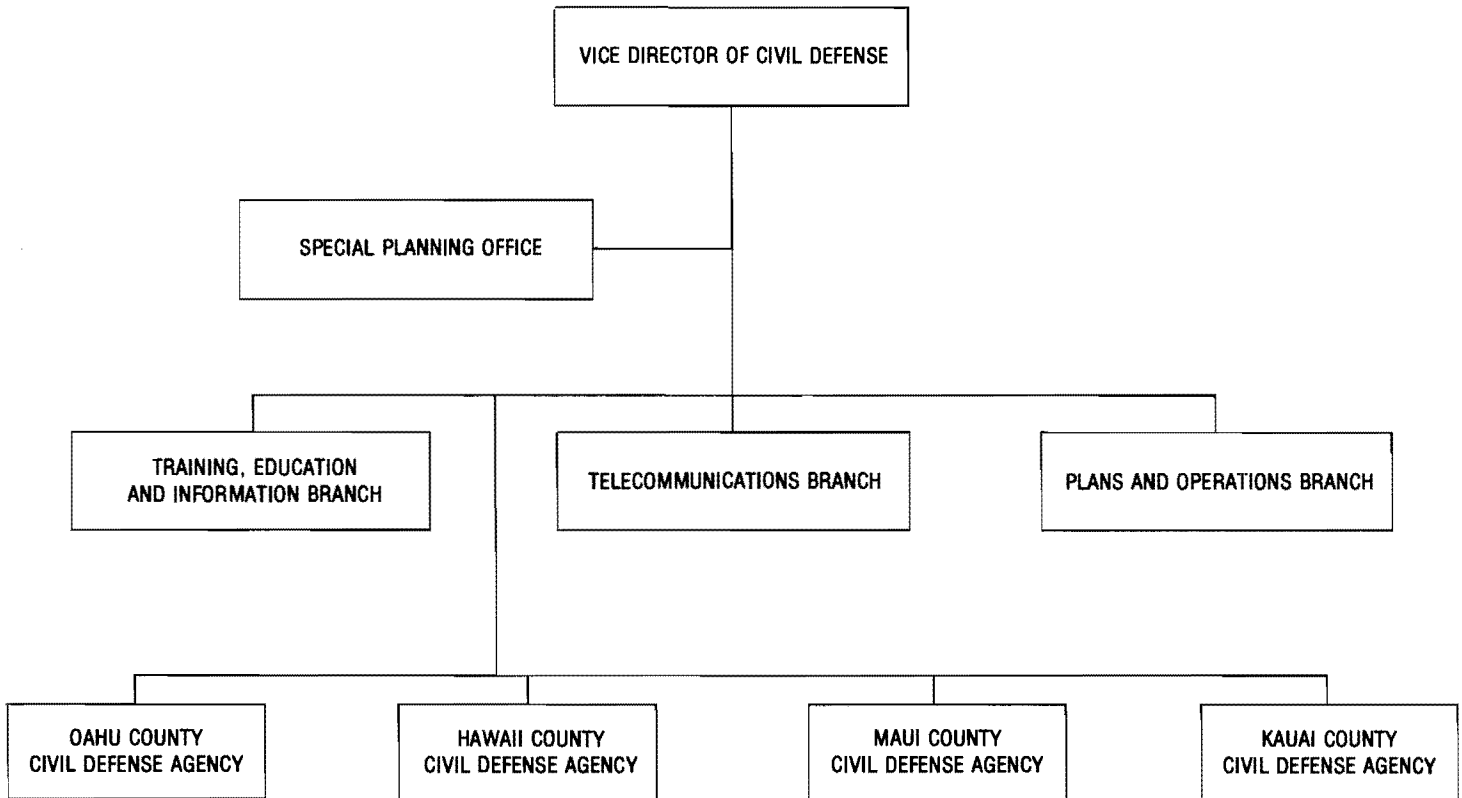 VICE DIRECTOR OF CIVIL DEFENSE
SPECIAL PLANNING OFFICE
TRAINING, EDUCATION
AND INFORMATION BRANCH
TELECOMMUNICATIONS BRANCH
PLANS AND OPERATIONS BRANCH
OAHU COUNTY
CIVIL DEFENSE AGENCY
HAWAII COUNTY
CIVIL DEFENSE AGENCY
MAUI COUNTY
CIVIL DEFENSE AGENCY
KAUAI COUNTY
CIVIL DEFENSE AGENCY